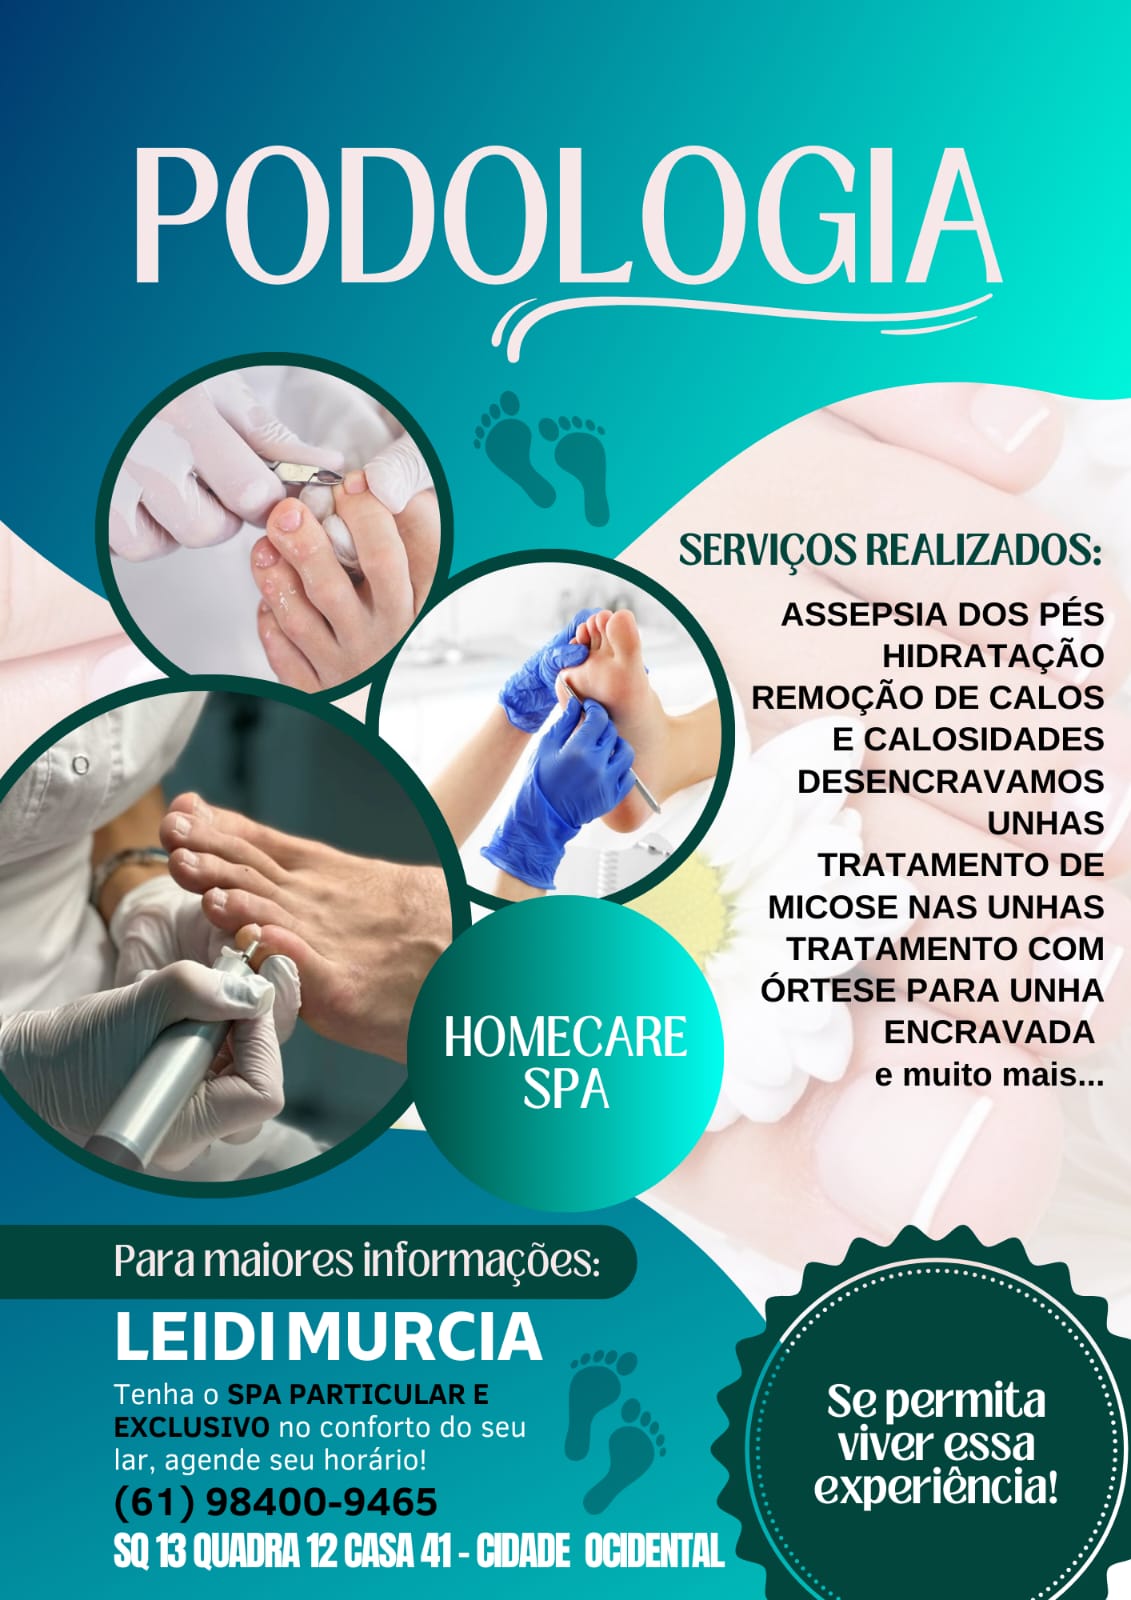 PODOLOGIA
SERVIÇOS REALIZADOS:
ASSEPSIA DOS PÉS
HIDRATAÇÃO
REMOÇÃO DE CALOS
E CALOSIDADES
DESENCRAVAMOS
UNHAS
TRATAMENTO DE
MICOSE NAS UNHAS
TRATAMENTO COM
ÓRTESE PARA UNHA
ENCRAVADA
e muito mais...
HOMECARE
SPA
Para maiores informações:
LEIDI MURCIA
Tenha o SPA PARTICULAR E
EXCLUSIVO no conforto do seu
lar, agende seu horário!
(61) 98400-9465
SQ 13 QUADRA 12 CASA 41 - CIDADE OCIDENTAL
Se permita
viver essa
experiência!